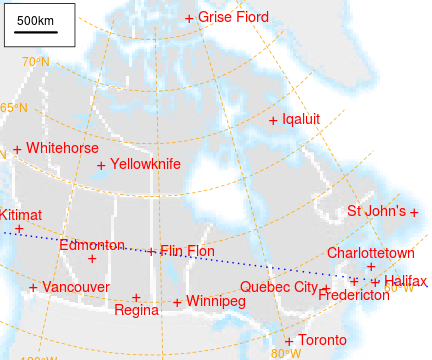 500km
Grise Fiord
70°N
65°N
Iqaluit
Whitehorse
N
Yellowknife
St John's
Kitimat
Edmonton
Flin Flon
Charlottetown
Vancouver
Quebec City
Halifax
60°W
Fredericton
Regina
Winnipeg
Toronto
80°W